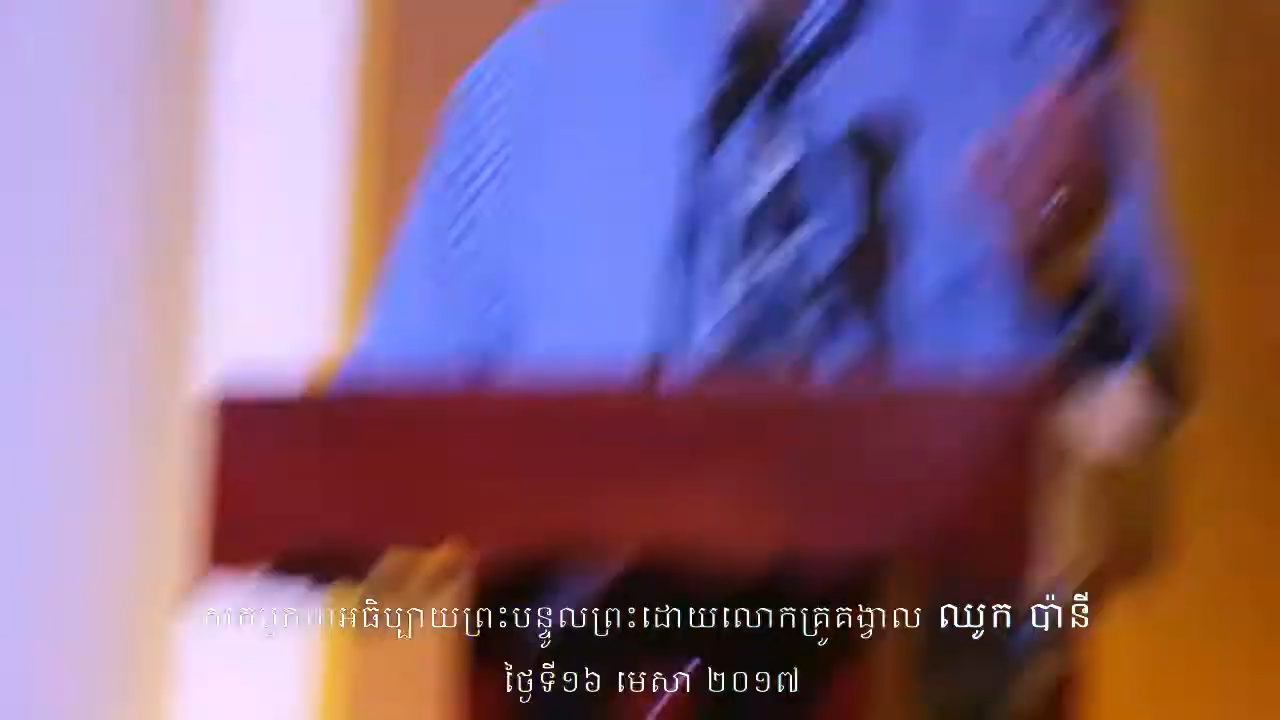 អធិប្បាយព្រះបន្ទូលព្រះដោយលោកគ្រូគង្វាល ឈូក ប៉ានី
ថ្ងៃទី១៦ មេសា ២០១៧